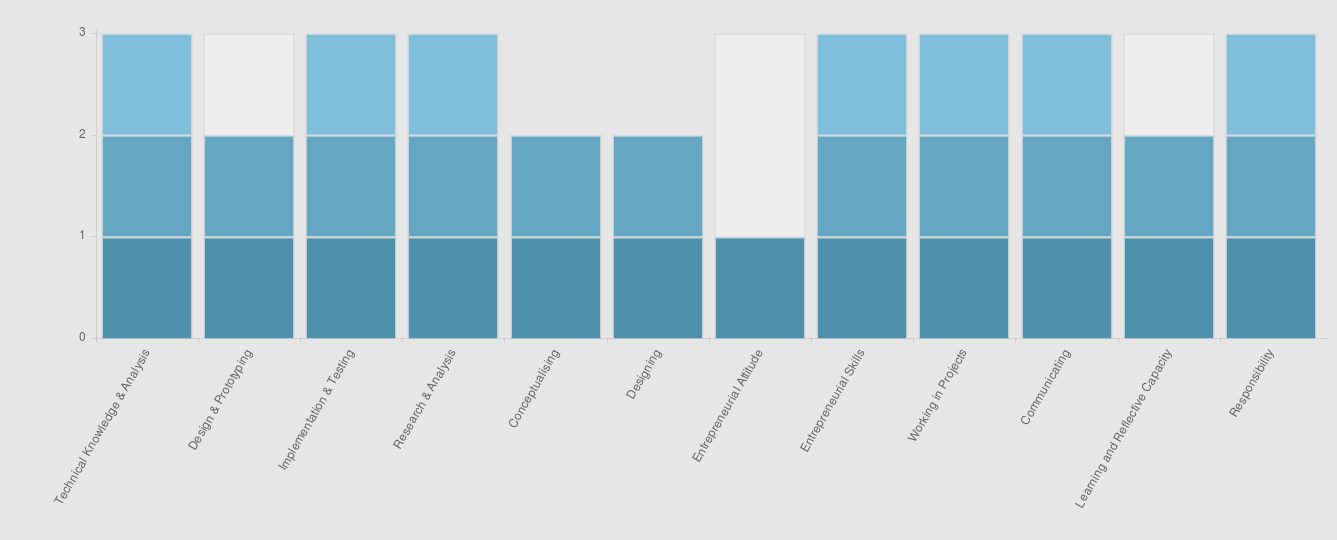 3
2
1
0
Technical Knowledge & Analysis
Design & Prototyping
Implementation & Testing
Research & Analysis
Conceptualising
Designing
Entrepreneurial Attitude
Entrepreneurial Skills
Working in Projects
Communicating
Learning and Reflective Capacity
Responsibility